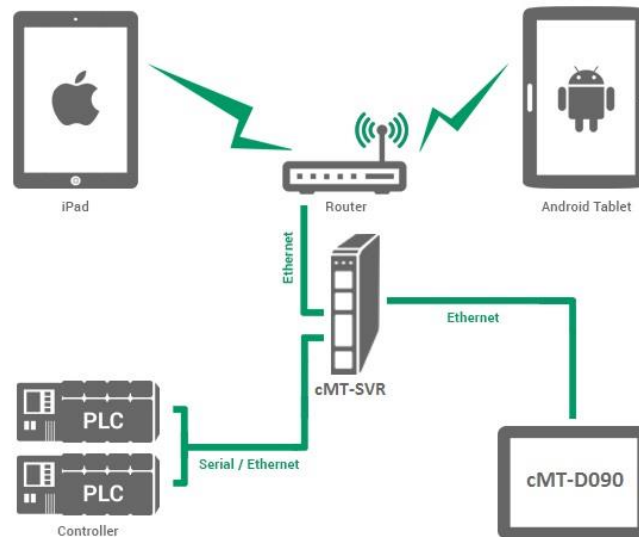 iPad
Router
Android Tablet
Ethernet
Ethernet
cMT-SVR
PLC
Serial / Ethernet
PLC
cMT-D090
Controller